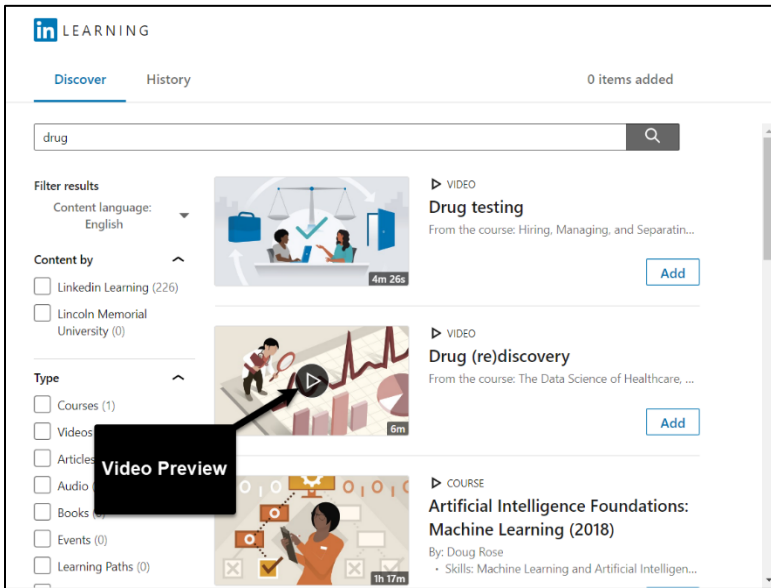 in LEARNING
Discover
History
0 items added
drug
Filter results
Content language:
English
Content by
Linkedin Learning (226)
Lincoln Memorial
University (0)
Type
Courses (1)
Videos
Articles
Audio
Books
Events (0)
Learning Paths (0)
Video Preview
4m 26s
VIDEO
Drug testing
From the course: Hiring, Managing, and Separatin...
Add
6m
VIDEO
Drug (re)discovery
From the course: The Data Science of Healthcare, ...
Add
1h 17m
COURSE
Artificial Intelligence Foundations:
Machine Learning (2018)
By: Doug Rose
• Skills: Machine Learning and Artificial Intelligen...